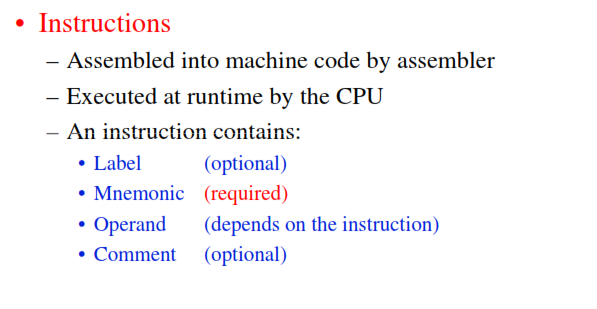 • Instructions
– Assembled into machine code by assembler
– Executed at runtime by the CPU
– An instruction contains:
• Label (optional)
• Mnemonic (required)
• Operand (depends on the instruction)
• Comment (optional)